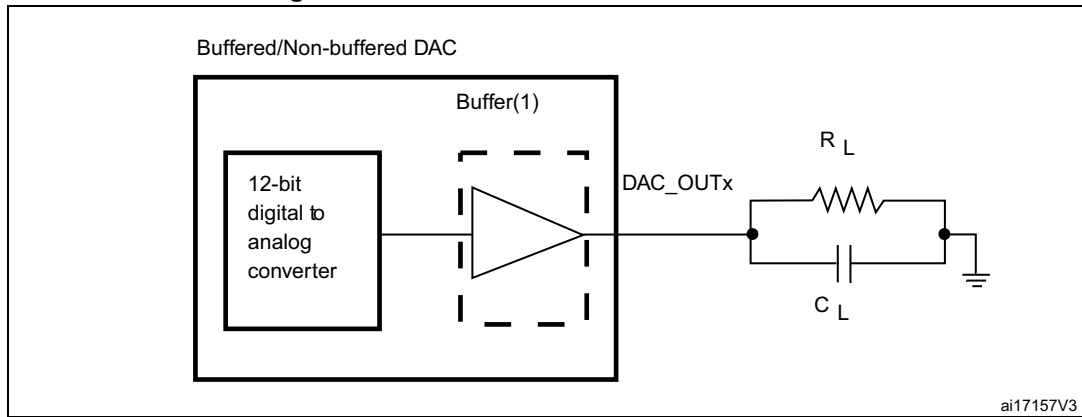 Buffered/Non-buffered DAC
Buffer(1)
12-bit
digital to
analog
converter
DAC_OUTx
R L
C L
ai17157V3